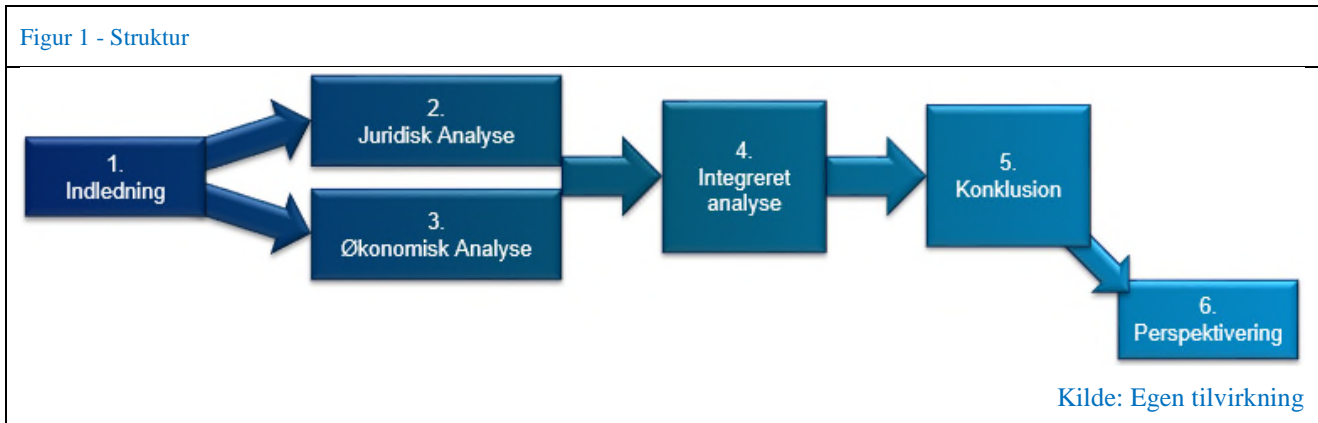 Figur 1 - Struktur
1.
Indledning
2.
Juridisk Analyse
3.
Økonomisk Analyse
4.
Integreret
analyse
5.
Konklusion
6.
Perspektivering
Kilde: Egen tilvirkning